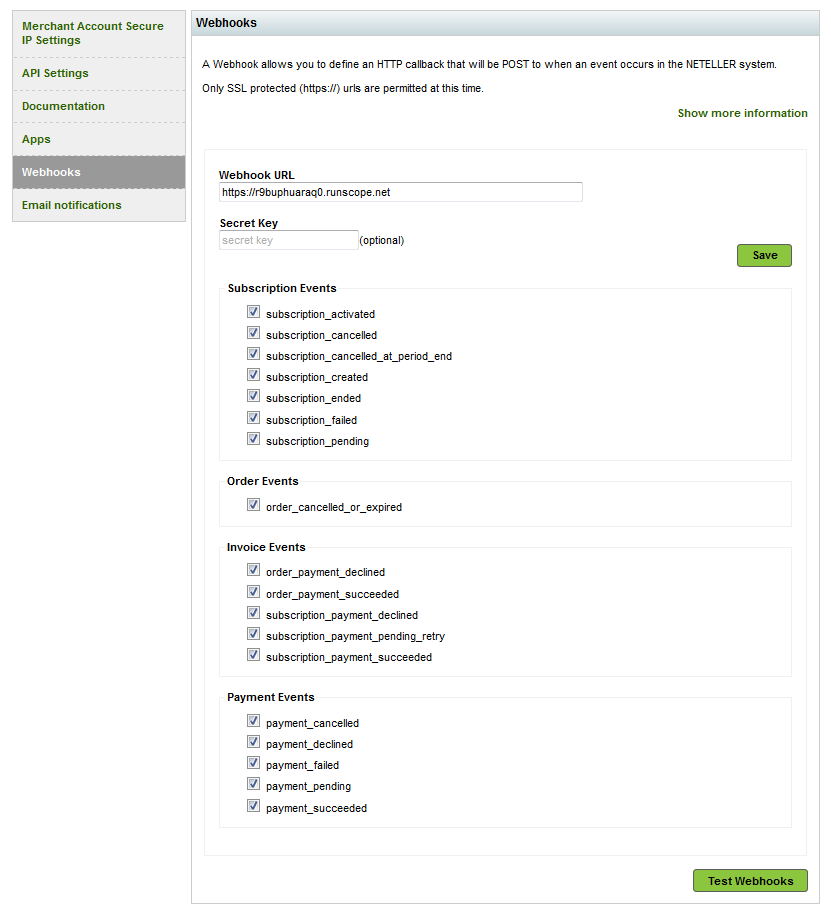 Merchant Account Secure
IP Settings
API Settings
Documentation
Apps
Webhooks
Email notifications
Webhooks
A Webhook allows you to define an HTTP callback that will be POST to when an event occurs in the NETELLER system.
Only SSL protected (https://) urls are permitted at this time.
Show more information
Webhook URL
https://r9buphuaraq0.runscope.net
Secret Key
secret key (optional)
Save
Subscription Events
subscription_activated
subscription_cancelled
subscription_cancelled_at_period_end
subscription_created
subscription_ended
subscription_failed
subscription_pending
Order Events
order_cancelled_or_expired
Invoice Events
order_payment_declined
order_payment_succeeded
subscription_payment_declined
subscription_payment_pending_retry
subscription_payment_succeeded
Payment Events
payment_cancelled
payment_declined
payment_failed
payment_pending
payment_succeeded
Test Webhooks